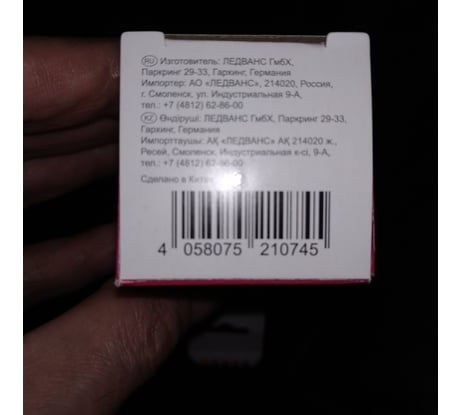 RU Изготовитель: ЛЕДВАНС ГмбХ,
Паркринг 29-33, Гархинг, Германия
Импортер: АО «ЛЕДВАНС», 214020, Россия,
г. Смоленск, ул. Индустриальная 9-А,
тел.: +7 (4812) 62-86-00
KZ Өндіруші: ЛЕДВАНС ГмбХ, Паркринг 29-33,
Гархинг, Германия
Импорттаушы: АҚ «ЛЕДВАНС» АҚ 214020 ж.,
Ресей, Смоленск, Индустриальная к-сі, 9-А,
тел.: +7 (4812) 62-86-00
Сделано в
4 058075 210745